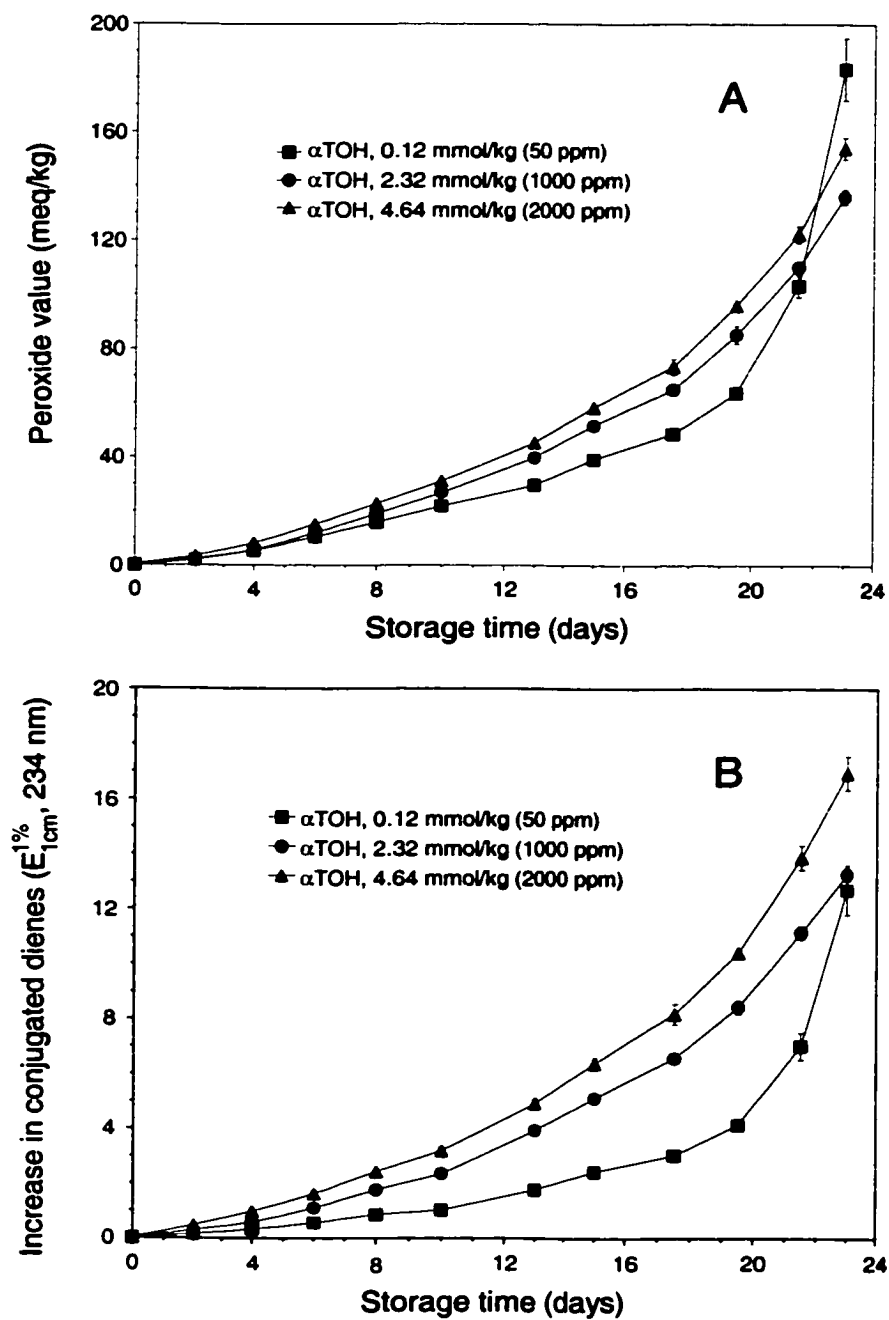 200
160
120
80
40
0
Peroxide value (meq/kg)
A
αTOH, 0.12 mmol/kg (50 ppm)
αTOH, 2.32 mmol/kg (1000 ppm)
αTOH, 4.64 mmol/kg (2000 ppm)
0 4 8 12 16 20 24
Storage time (days)
20
16
12
8
4
0
Increase in conjugated dienes (E1%1cm, 234 nm)
B
αTOH, 0.12 mmol/kg (50 ppm)
αTOH, 2.32 mmol/kg (1000 ppm)
αTOH, 4.64 mmol/kg (2000 ppm)
0 4 8 12 16 20 24
Storage time (days)